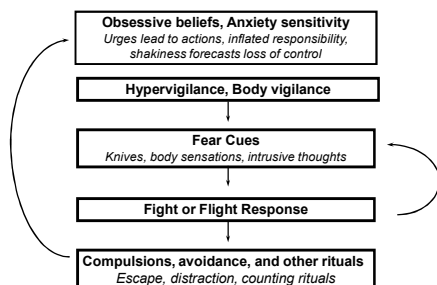 Obsessive beliefs, Anxiety sensitivity
Urges lead to actions, inflated responsibility,
shakiness forecasts loss of control
Hypervigilance, Body vigilance
Fear Cues
Knives, body sensations, intrusive thoughts
Fight or Flight Response
Compulsions, avoidance, and other rituals
Escape, distraction, counting rituals